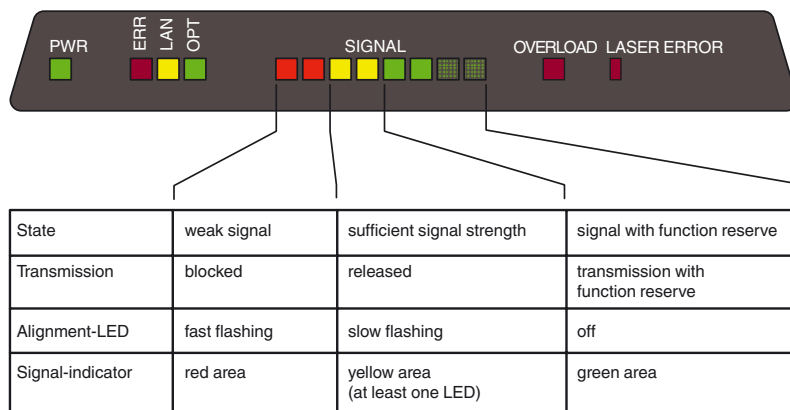 PWR
ERR
LAN
OPT
SIGNAL
OVERLOAD
LASER ERROR
State
weak signal
sufficient signal strength
signal with function reserve
Transmission
blocked
released
transmission with
function reserve
Alignment-LED
fast flashing
slow flashing
off
Signal-indicator
red area
yellow area
(at least one LED)
green area